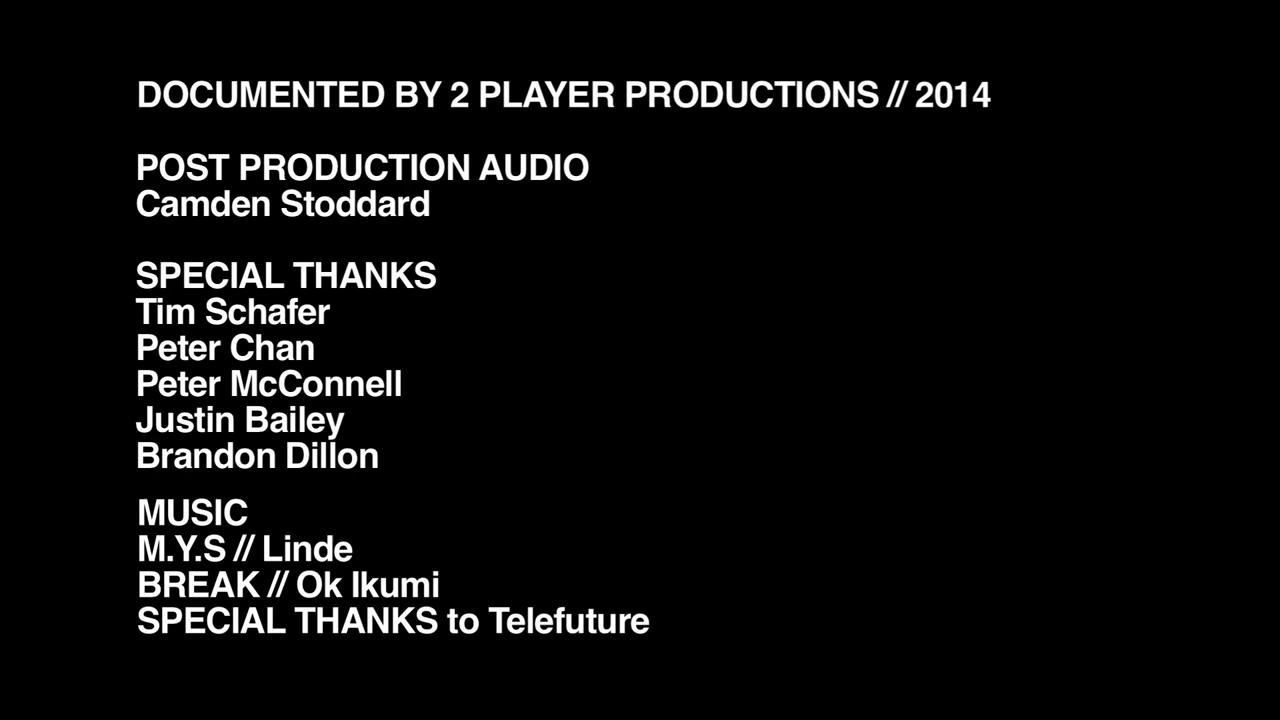 DOCUMENTED BY 2 PLAYER PRODUCTIONS // 2014
POST PRODUCTION AUDIO
Camden Stoddard
SPECIAL THANKS
Tim Schafer
Peter Chan
Peter McConnell
Justin Bailey
Brandon Dillon
MUSIC
M.Y.S // Linde
BREAK // Ok Ikumi
SPECIAL THANKS to Telefuture